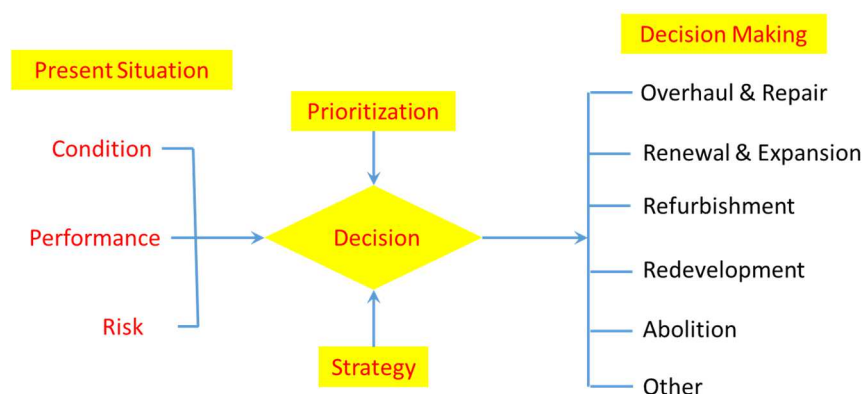 Present Situation
Condition
Performance
Risk
Prioritization
Decision
Strategy
Decision Making
Overhaul & Repair
Renewal & Expansion
Refurbishment
Redevelopment
Abolition
Other